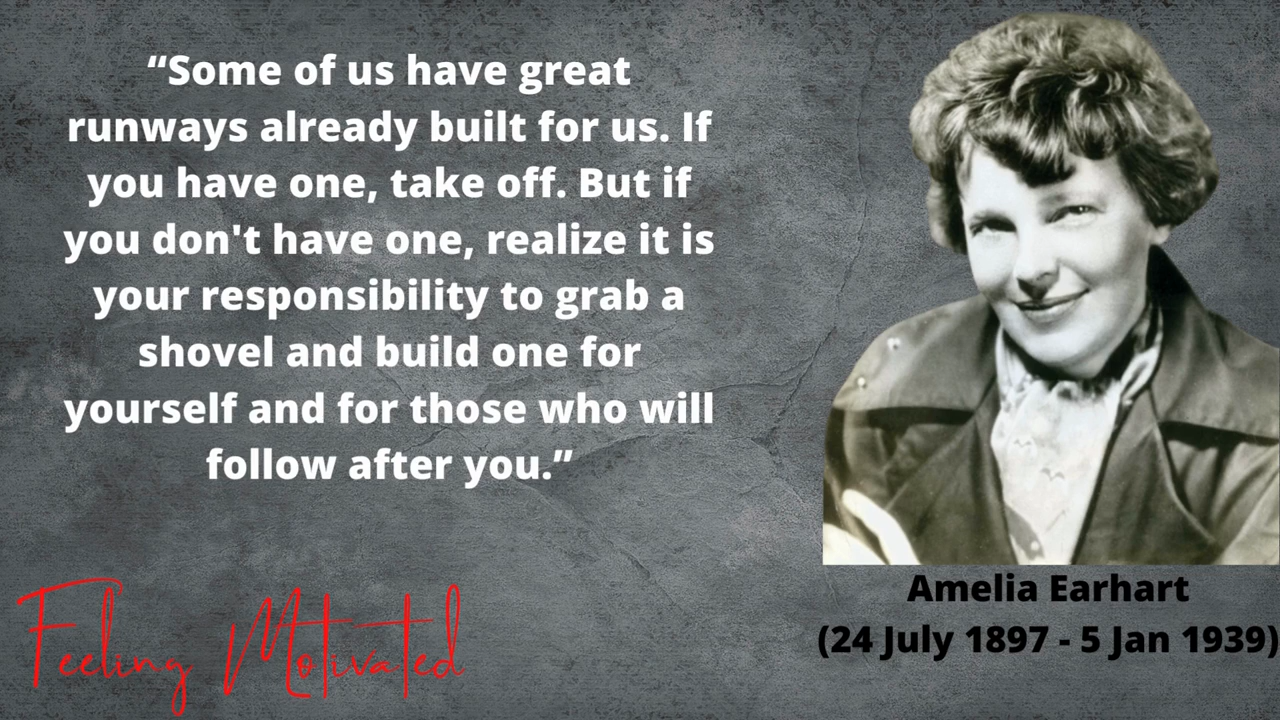 “Some of us have great
runways already built for us. If
you have one, take off. But if
you don't have one, realize it is
your responsibility to grab a
shovel and build one for
yourself and for those who will
follow after you.”
Feeling Motivated
Amelia Earhart
(24 July 1897 - 5 Jan 1939)